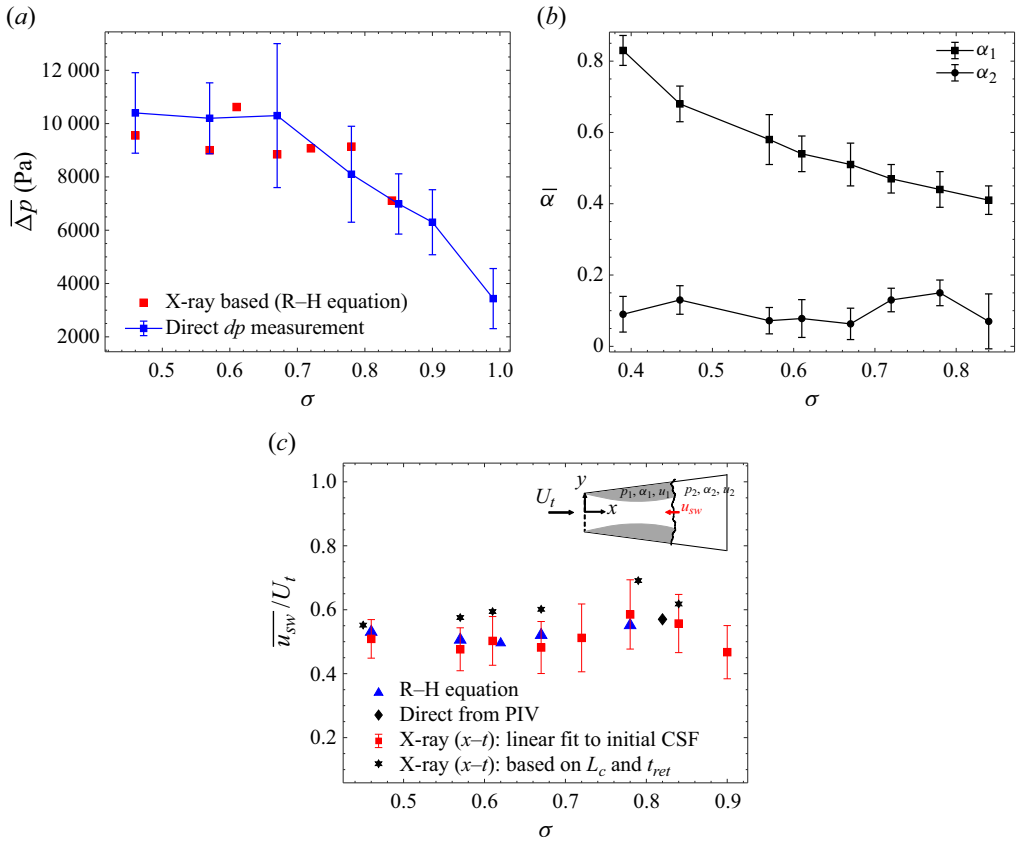 (a)
12 000
10 000
8000
6000
4000
2000
Δp (Pa)
X-ray based (R–H equation)
Direct dp measurement
0.5 0.6 0.7 0.8 0.9 1.0
σ
(b)
0.8
0.6
0.4
0.2
0
α
α1
α2
0.4 0.5 0.6 0.7 0.8
σ
(c)
1.0
0.8
0.6
0.4
0.2
usw/Ut
Ut
y
x
p1, α1, u1
p2, α2, u2
usw
R–H equation
Direct from PIV
X-ray (x–t): linear fit to initial CSF
X-ray (x–t): based on Lc and tret
0.5 0.6 0.7 0.8 0.9
σ